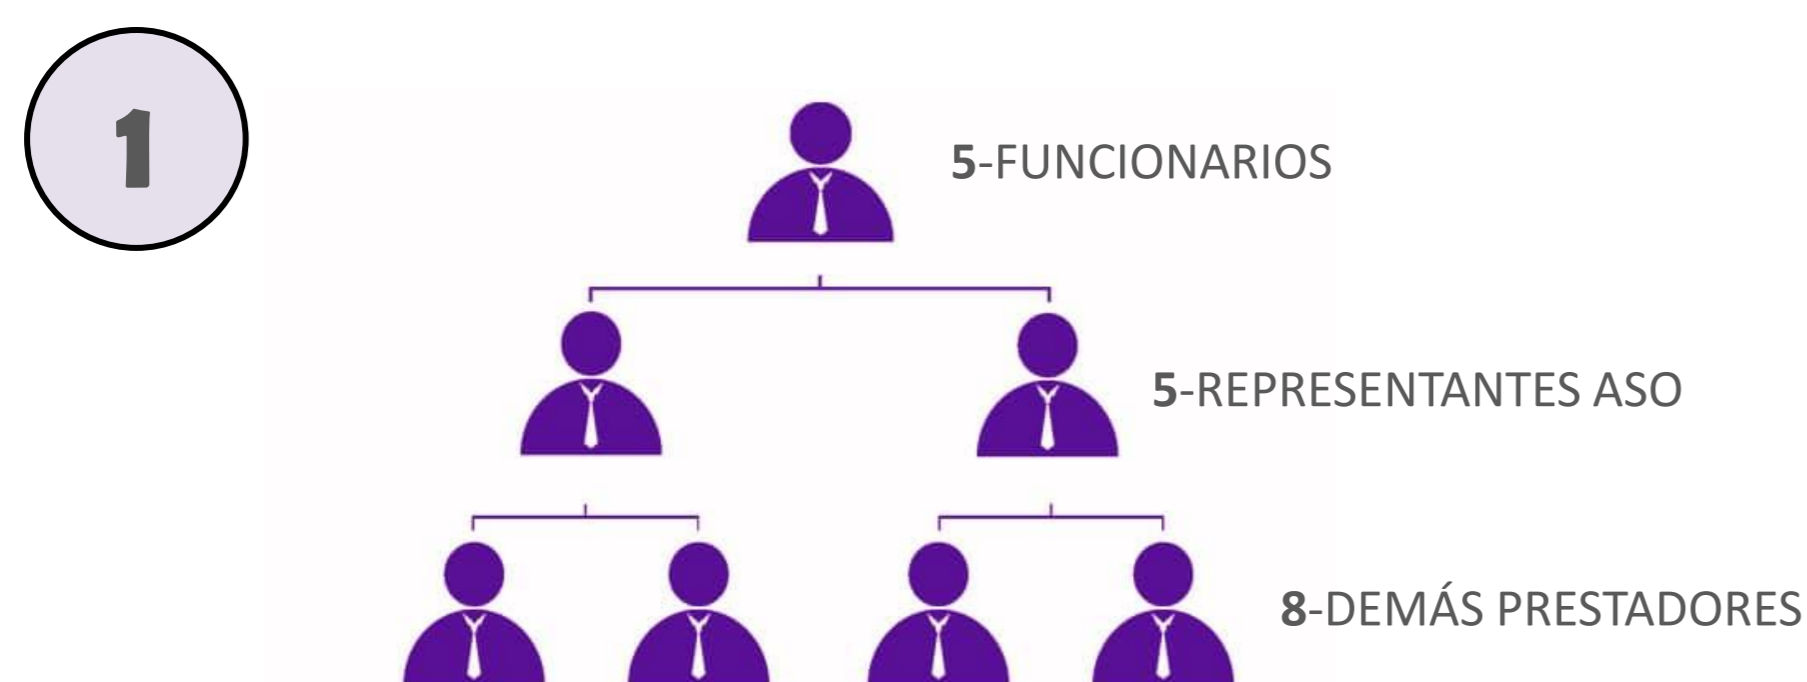 1
5-FUNCIONARIOS
5-REPRESENTANTES ASO
8-DEMÁS PRESTADORES